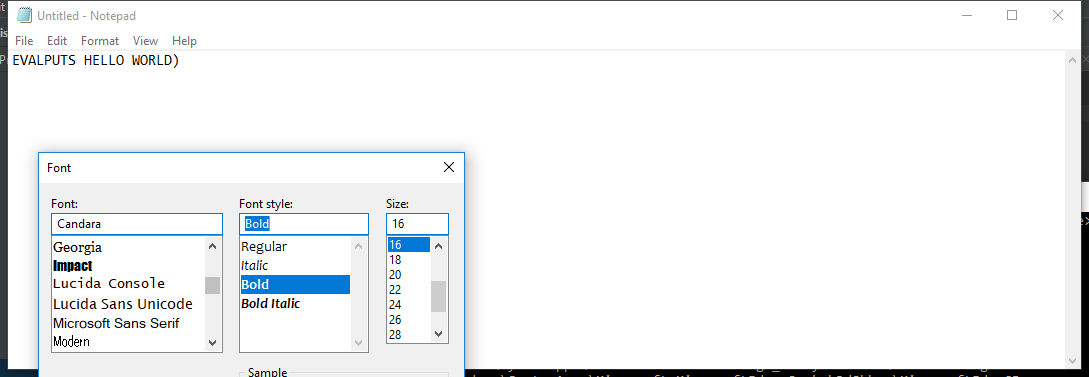 Untitled - Notepad
File Edit Format View Help
EVALPUTS HELLO WORLD)
Font
Font: Font style: Size:
Candara Bold 16
Georgia Regular 16
Impact Italic 18
Lucida Console Bold 20
Lucida Sans Unicode Bold Italic 22
Microsoft Sans Serif 24
Modern 26
28
Sample